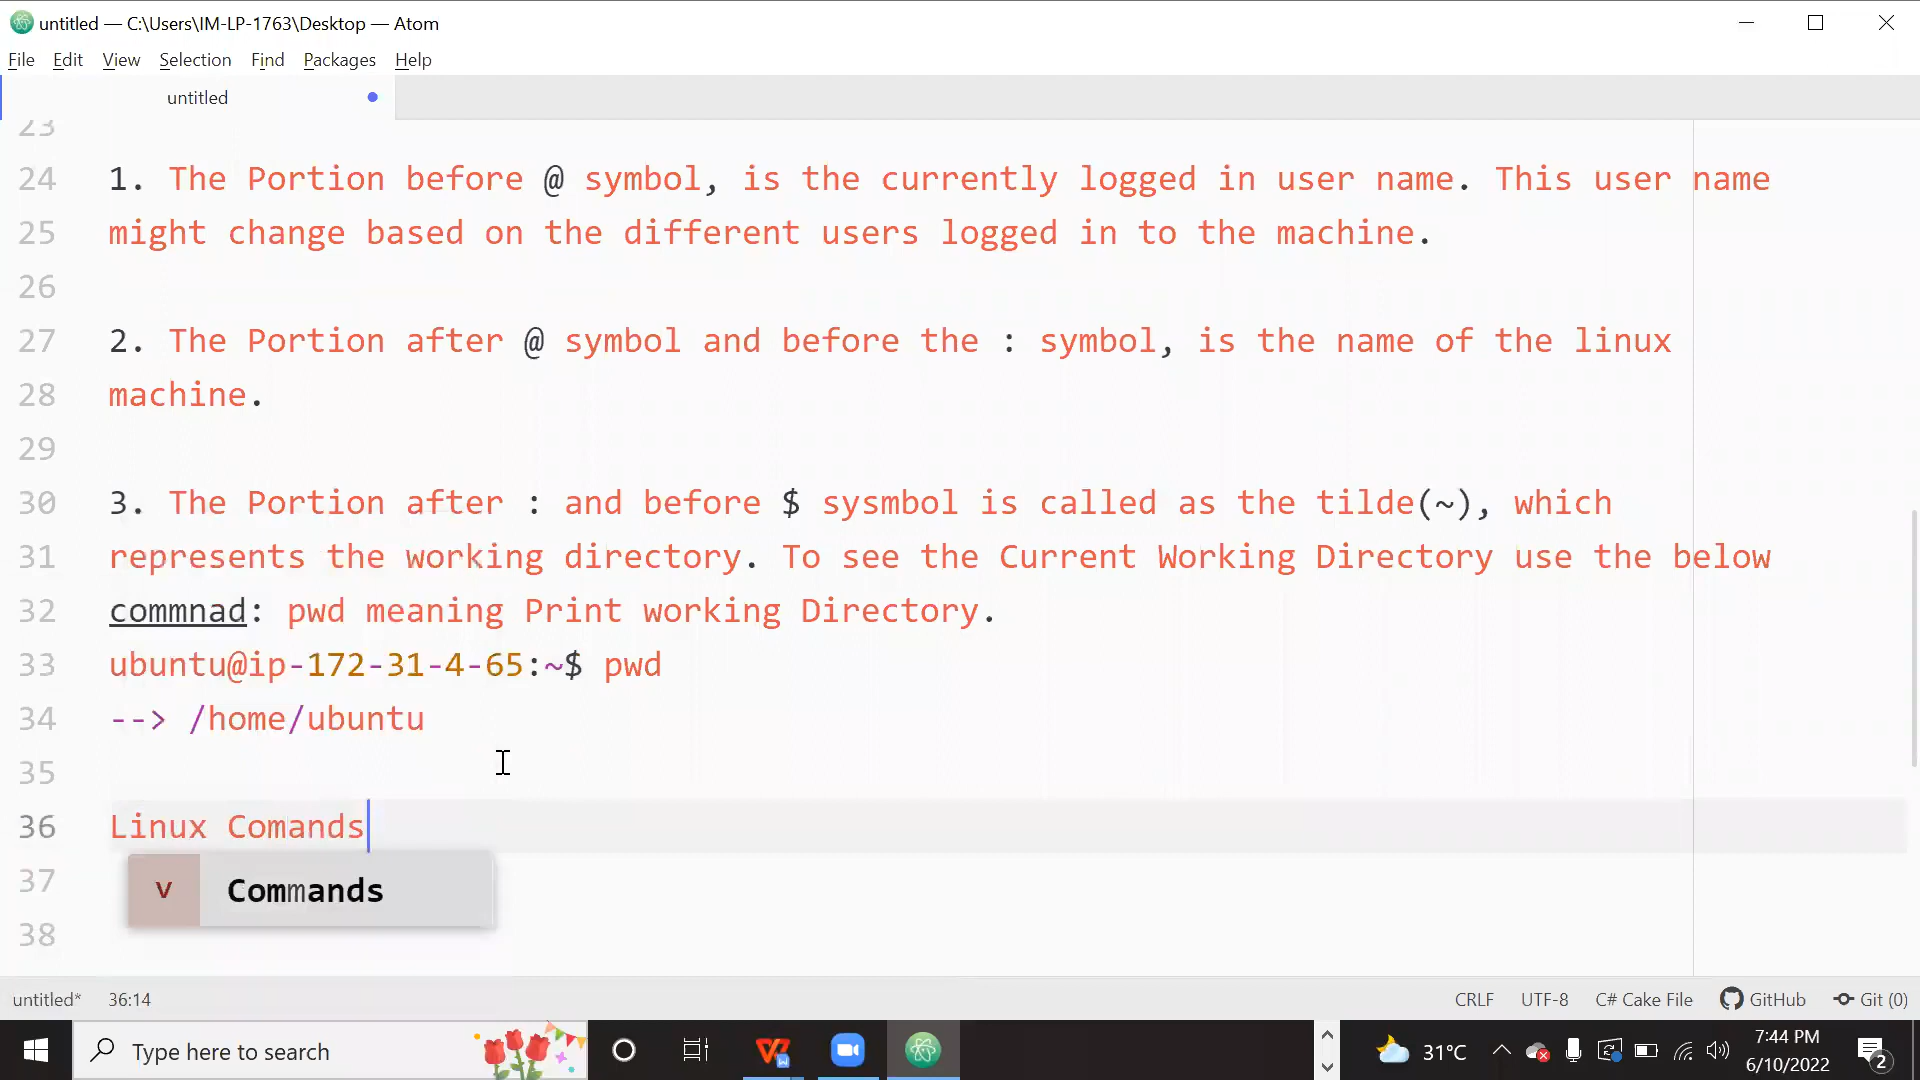 untitled — C:\Users\IM-LP-1763\Desktop — Atom
File Edit View Selection Find Packages Help
untitled
23
24 1. The Portion before @ symbol, is the currently logged in user name. This user name
25 might change based on the different users logged in to the machine.
26
27 2. The Portion after @ symbol and before the : symbol, is the name of the linux
28 machine.
29
30 3. The Portion after : and before $ sysmbol is called as the tilde(~), which
31 represents the working directory. To see the Current Working Directory use the below
32 commnad: pwd meaning Print working Directory.
33 ubuntu@ip-172-31-4-65:~$ pwd
34 --> /home/ubuntu
35
36 Linux Comands
37 v Commands
38
untitled* 36:14 CRLF UTF-8 C# Cake File GitHub Git (0)
Type here to search 31°C 7:44 PM
6/10/2022 2